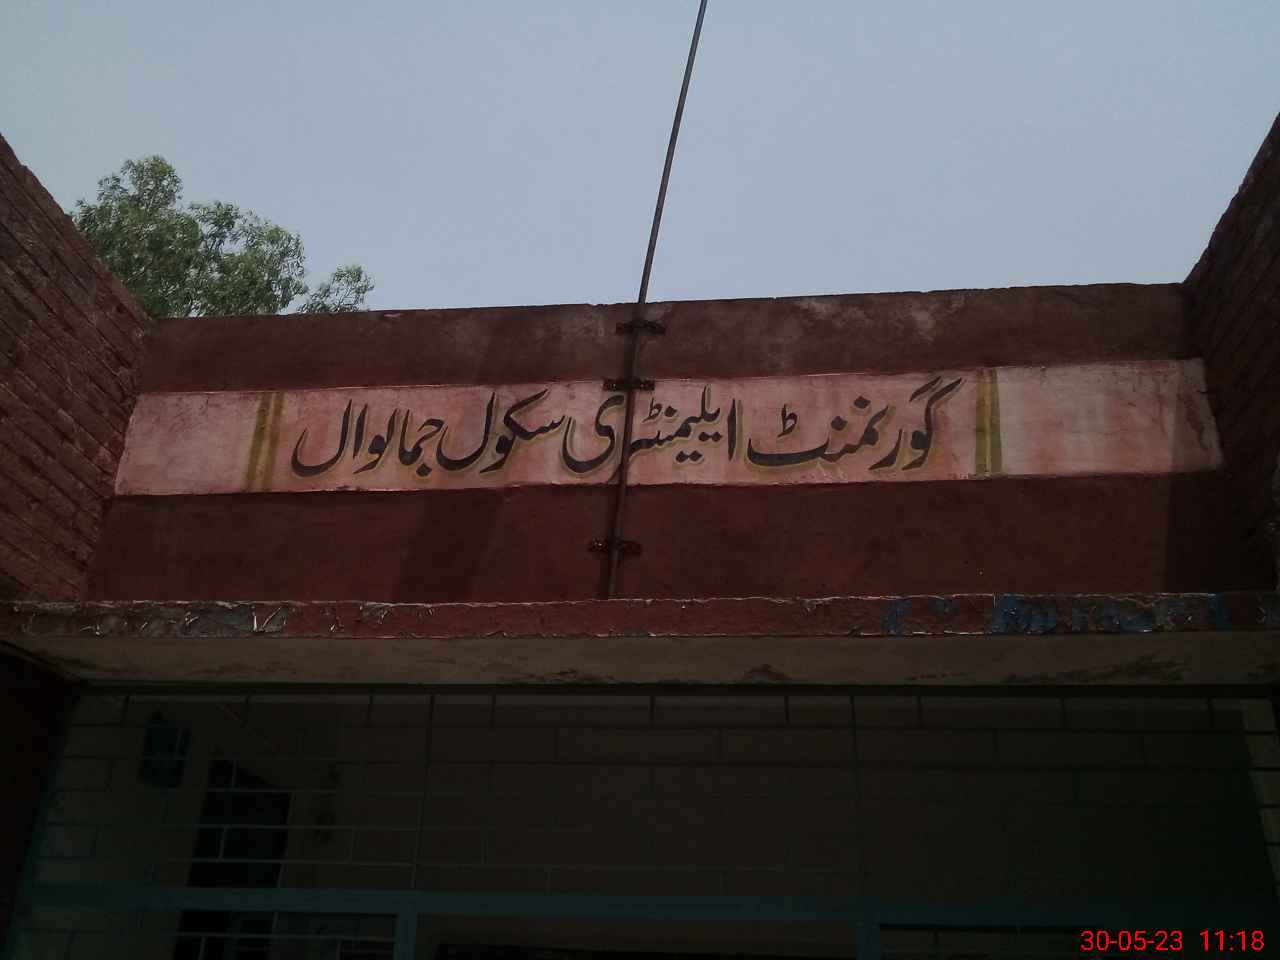 گورنمنٹ ایلیمنٹری سکول جمالوال
30-05-23 11:18